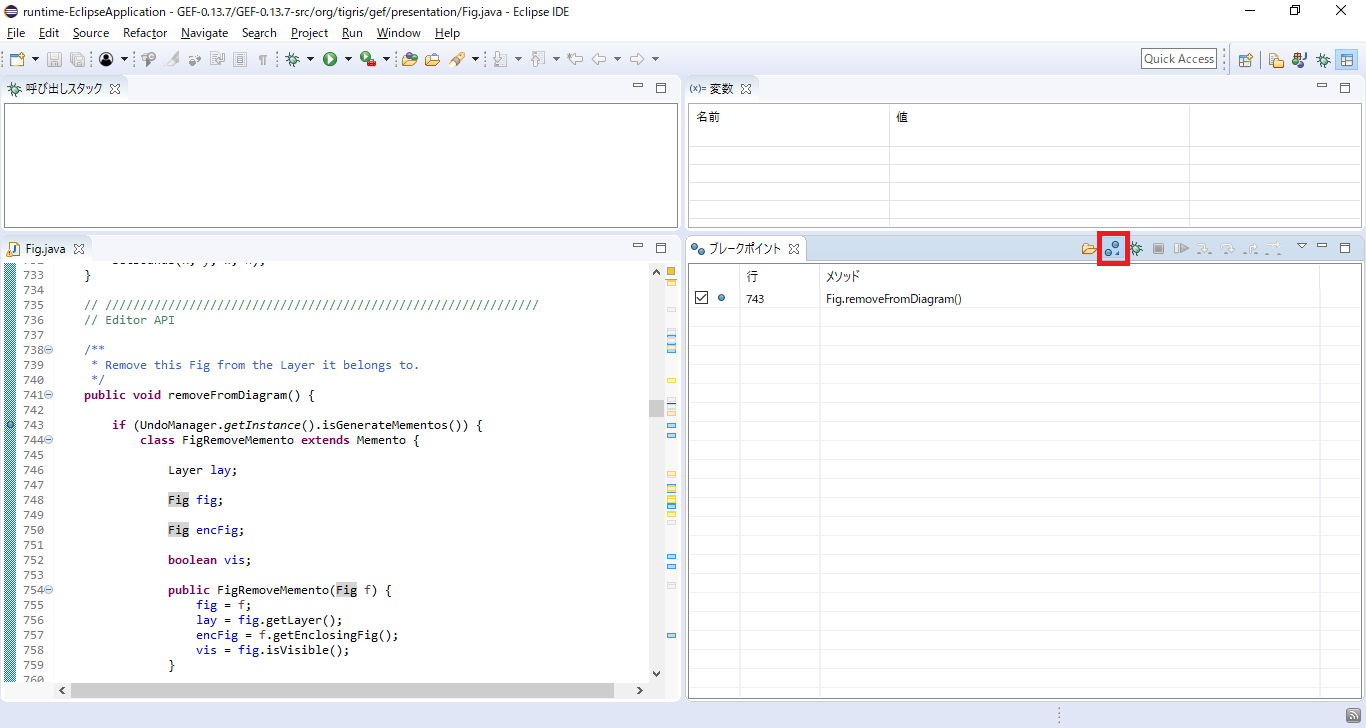 runtime-EclipseApplication - GEF-0.13.7/GEF-0.13.7-src/org/tigris/gef/presentation/Fig.java - Eclipse IDE
File Edit Source Refactor Navigate Search Project Run Window Help
Quick Access
呼び出しスタック
(x)= 変数
名前 値
Fig.java
733 }
734
735 // //////////////////////////////////////////////////////////////
736 // Editor API
737
738 /**
739 * Remove this Fig from the Layer it belongs to.
740 */
741 public void removeFromDiagram() {
742
743 if (UndoManager.getInstance().isGenerateMementos()) {
744 class FigRemoveMemento extends Memento {
745
746 Layer lay;
747
748 Fig fig;
749
750 Fig encFig;
751
752 boolean vis;
753
754 public FigRemoveMemento(Fig f) {
755 fig = f;
756 lay = fig.getLayer();
757 encFig = f.getEnclosingFig();
758 vis = fig.isVisible();
759 }
760
ブレークポイント
行 メソッド
743 Fig.removeFromDiagram()